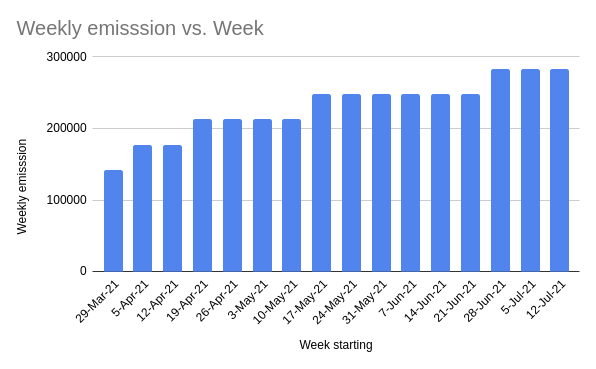 Weekly emisssion vs. Week
300000
200000
100000
0
Weekly emisssion
29-Mar-21
5-Apr-21
12-Apr-21
19-Apr-21
26-Apr-21
3-May-21
10-May-21
17-May-21
24-May-21
31-May-21
7-Jun-21
14-Jun-21
21-Jun-21
28-Jun-21
5-Jul-21
12-Jul-21
Week starting